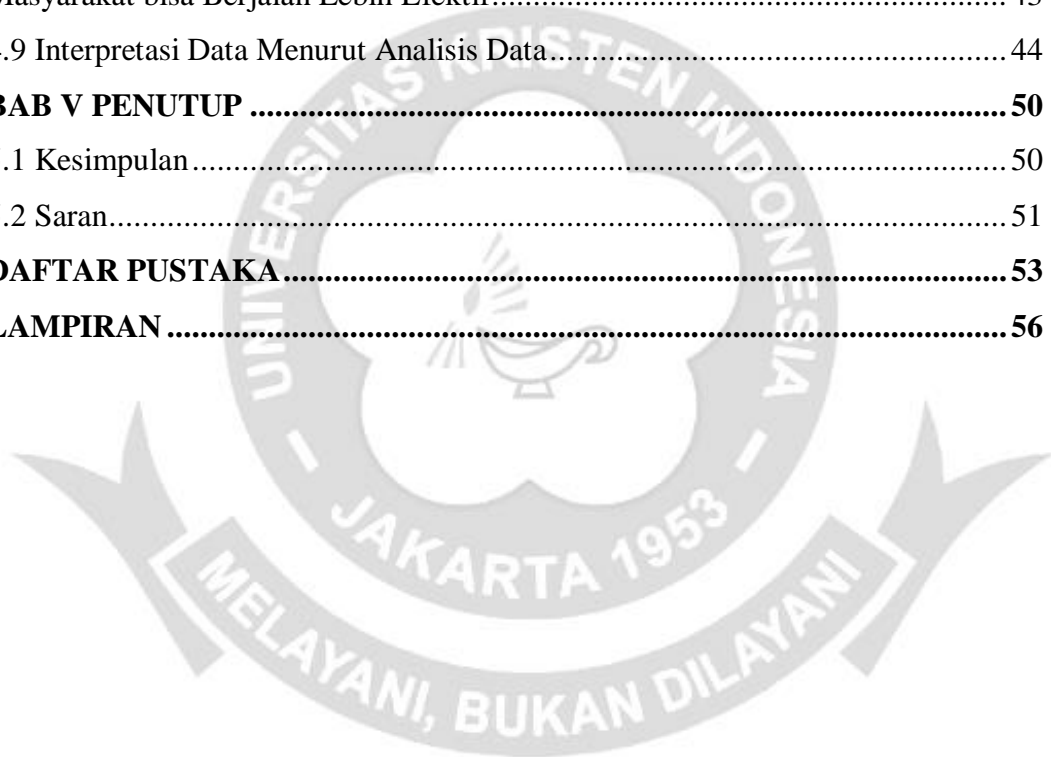 Masyarakat bisa Berjalan Lebih Efektif.......................................................................... 43
.9 Interpretasi Data Menurut Analisis Data................................................................. 44
BAB V PENUTUP ........................................................................................................ 50
.1 Kesimpulan................................................................................................................ 50
.2 Saran........................................................................................................................... 51
DAFTAR PUSTAKA................................................................................................... 53
LAMPIRAN ................................................................................................................. 56
UNIVERSITAS KRISTEN INDONESIA
– JAKARTA 1953 –
MELAYANI, BUKAN DILAYANI